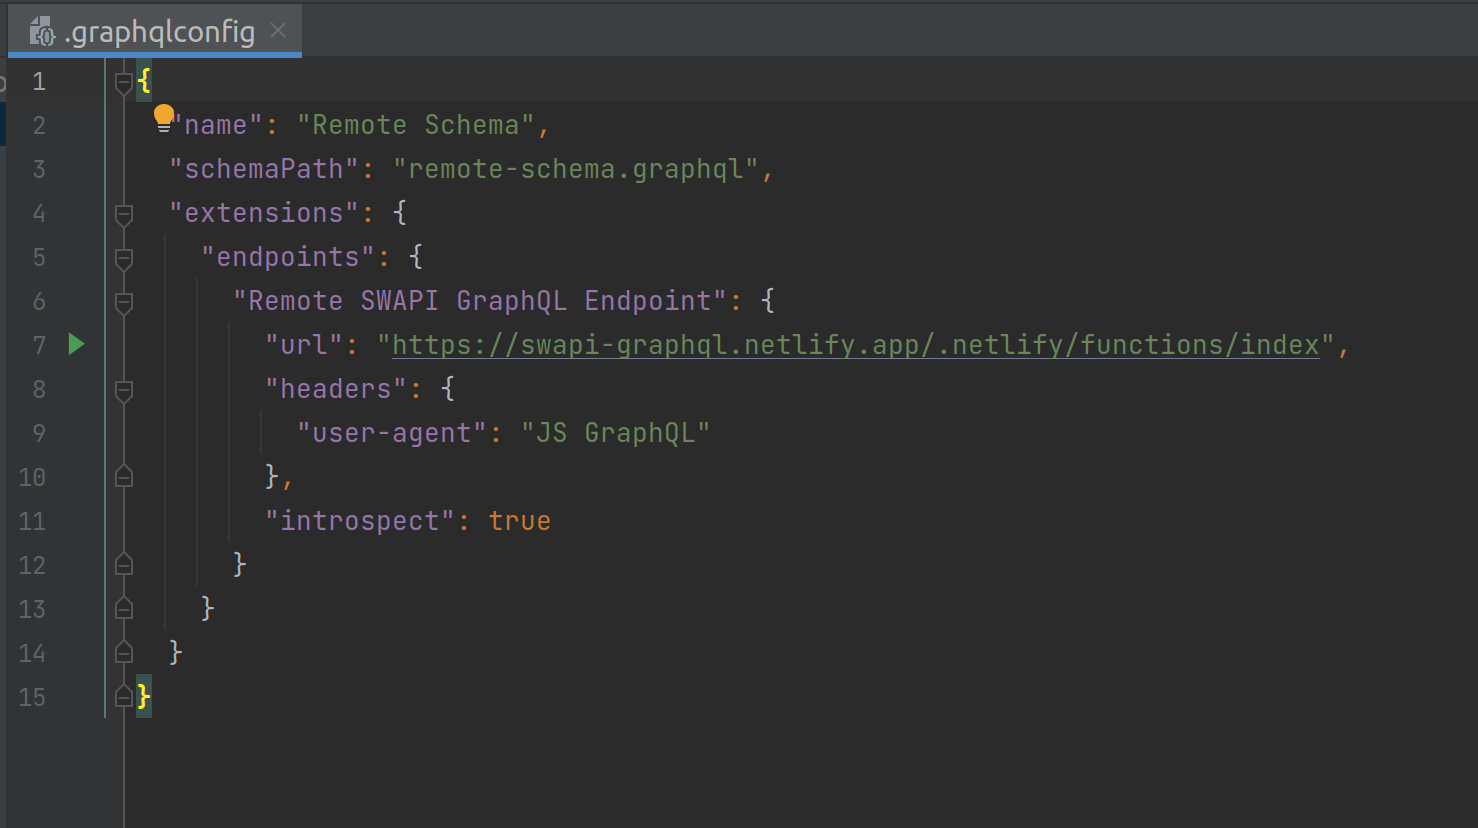 .graphqlconfig
1 {
2 "name": "Remote Schema",
3 "schemaPath": "remote-schema.graphql",
4 "extensions": {
5 "endpoints": {
6 "Remote SWAPI GraphQL Endpoint": {
7 "url": "https://swapi-graphql.netlify.app/.netlify/functions/index",
8 "headers": {
9 "user-agent": "JS GraphQL"
10 },
11 "introspect": true
12 }
13 }
14 }
15 }